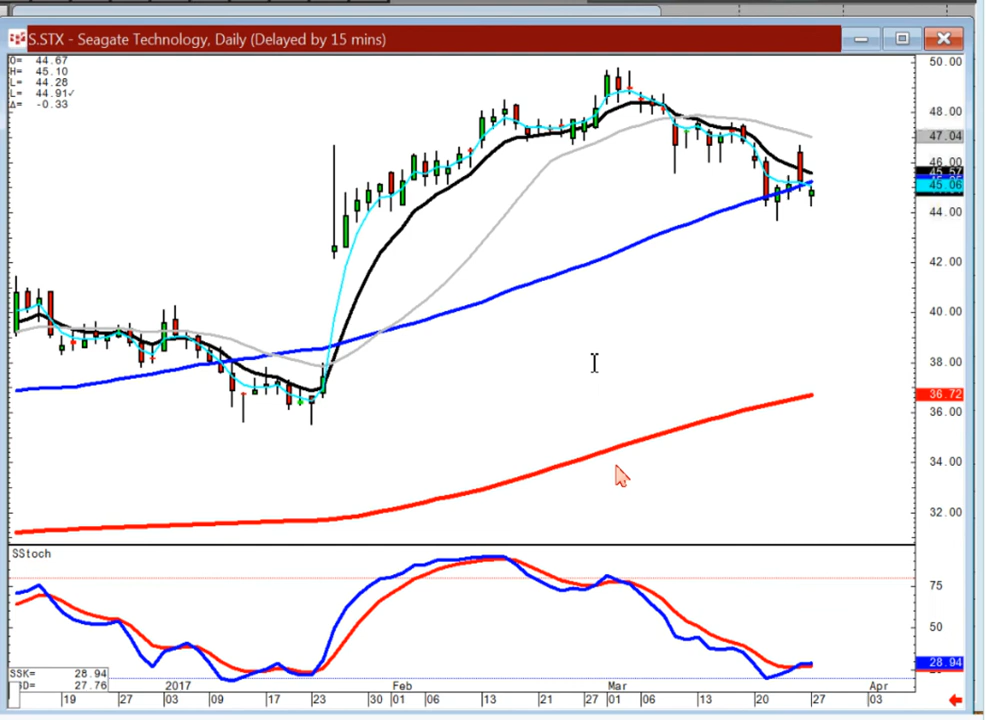 S.STX - Seagate Technology, Daily (Delayed by 15 mins)
O= 44.67
H= 45.10
L= 44.28
L= 44.91✓
Δ= -0.33
50.00
48.00
47.04
46.00
45.57
45.06
44.00
42.00
40.00
38.00
36.72
36.00
34.00
32.00
SStoch
75
50
28.94
SSK= 28.94
D= 27.76
2017 Feb Mar Apr
19 27 03 09 17 23 30 01 06 13 21 27 01 06 13 20 27 03